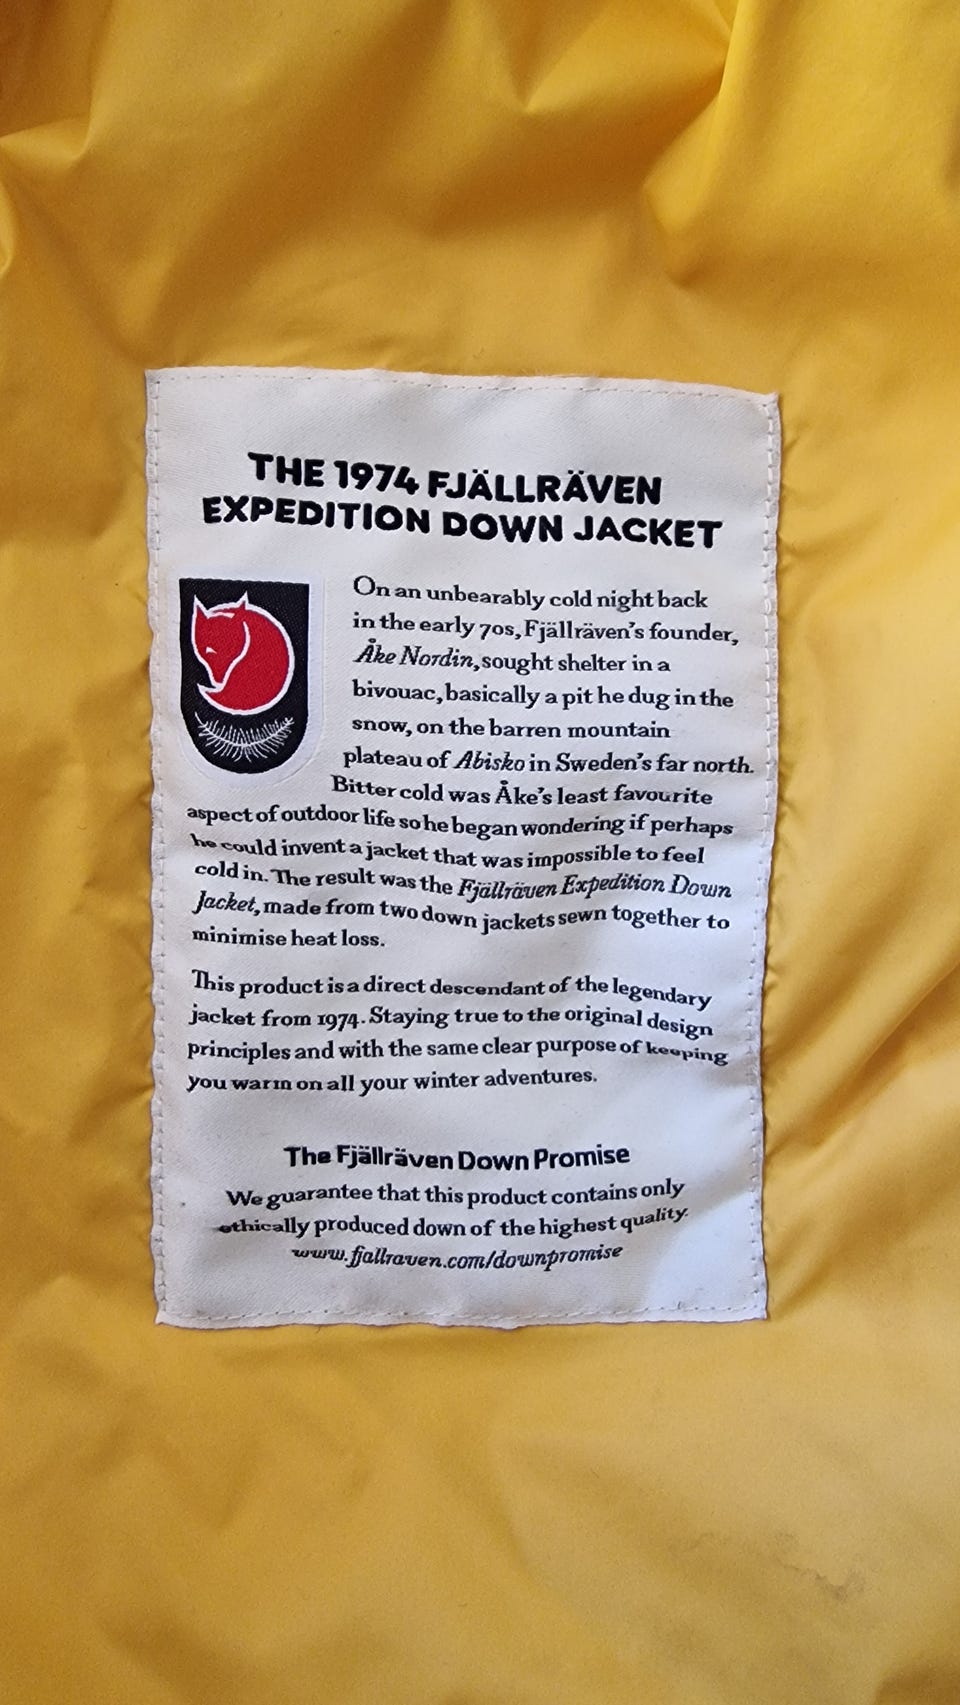 THE 1974 FJÄLLRÄVEN
EXPEDITION DOWN JACKET
On an unbearably cold night back
in the early 70s, Fjällräven's founder,
Åke Nordin, sought shelter in a
bivouac, basically a pit he dug in the
snow, on the barren mountain
plateau of Abisko in Sweden's far north.
Bitter cold was Åke's least favourite
aspect of outdoor life so he began wondering if perhaps
he could invent a jacket that was impossible to feel
cold in. The result was the Fjällräven Expedition Down
Jacket, made from two down jackets sewn together to
minimise heat loss.
This product is a direct descendant of the legendary
jacket from 1974. Staying true to the original design
principles and with the same clear purpose of keeping
you warm on all your winter adventures.
The Fjällräven Down Promise
We guarantee that this product contains only
ethically produced down of the highest quality.
www.fjallraven.com/downpromise